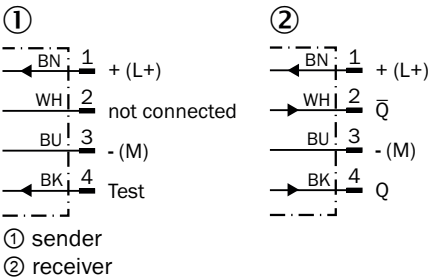 ① ②
BN 1 + (L+) BN 1 + (L+)
WH 2 not connected WH 2 Q̅
BU 3 - (M) BU 3 - (M)
BK 4 Test BK 4 Q
① sender
② receiver